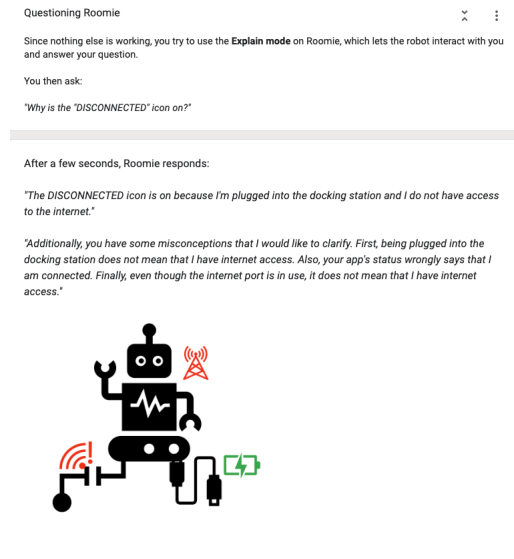 Questioning Roomie
Since nothing else is working, you try to use the Explain mode on Roomie, which lets the robot interact with you
and answer your question.
You then ask:
"Why is the "DISCONNECTED" icon on?"
After a few seconds, Roomie responds:
"The DISCONNECTED icon is on because I'm plugged into the docking station and I do not have access
to the internet."
"Additionally, you have some misconceptions that I would like to clarify. First, being plugged into the
docking station does not mean that I have internet access. Also, your app's status wrongly says that I
am connected. Finally, even though the internet port is in use, it does not mean that I have internet
access."